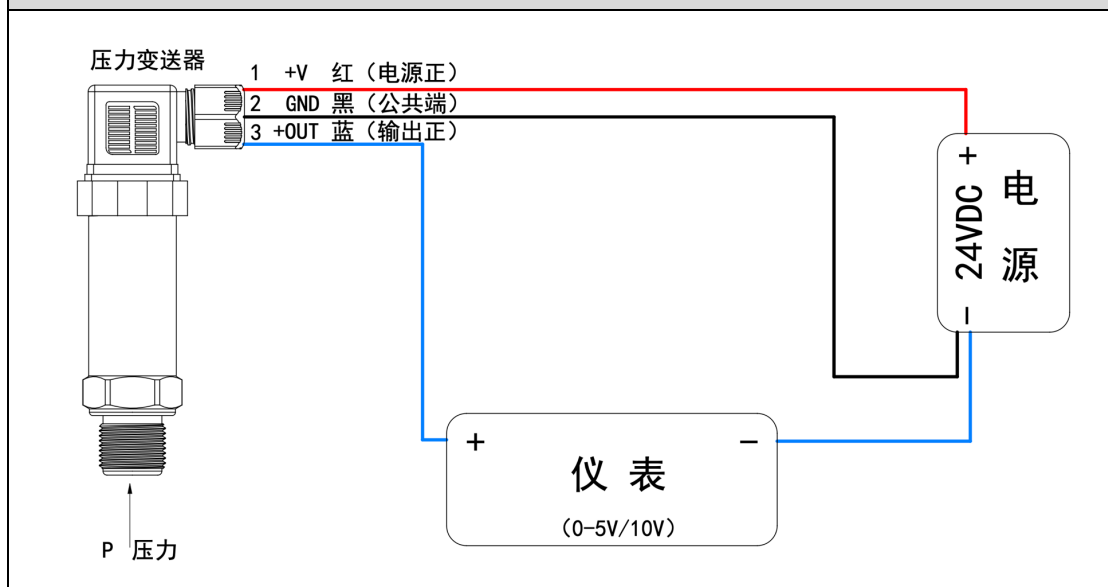 压力变送器
1 +V 红（电源正）
2 GND 黑（公共端）
3 +OUT 蓝（输出正）
+
24VDC
−
电源
+
−
仪表
（0-5V/10V）
P 压力